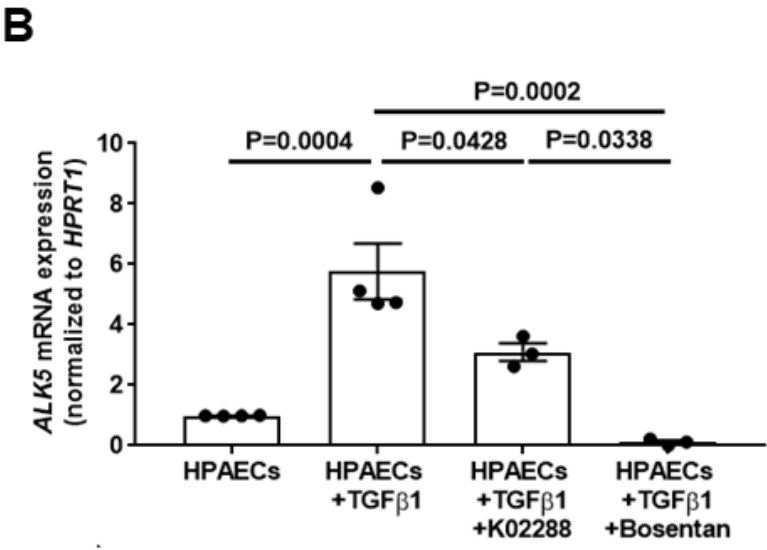 B
P=0.0002
P=0.0004 P=0.0428 P=0.0338
ALK5 mRNA expression
(normalized to HPRT1)
10
8
6
4
2
0
HPAECs HPAECs HPAECs HPAECs
+TGFβ1 +TGFβ1 +TGFβ1
+K02288 +Bosentan